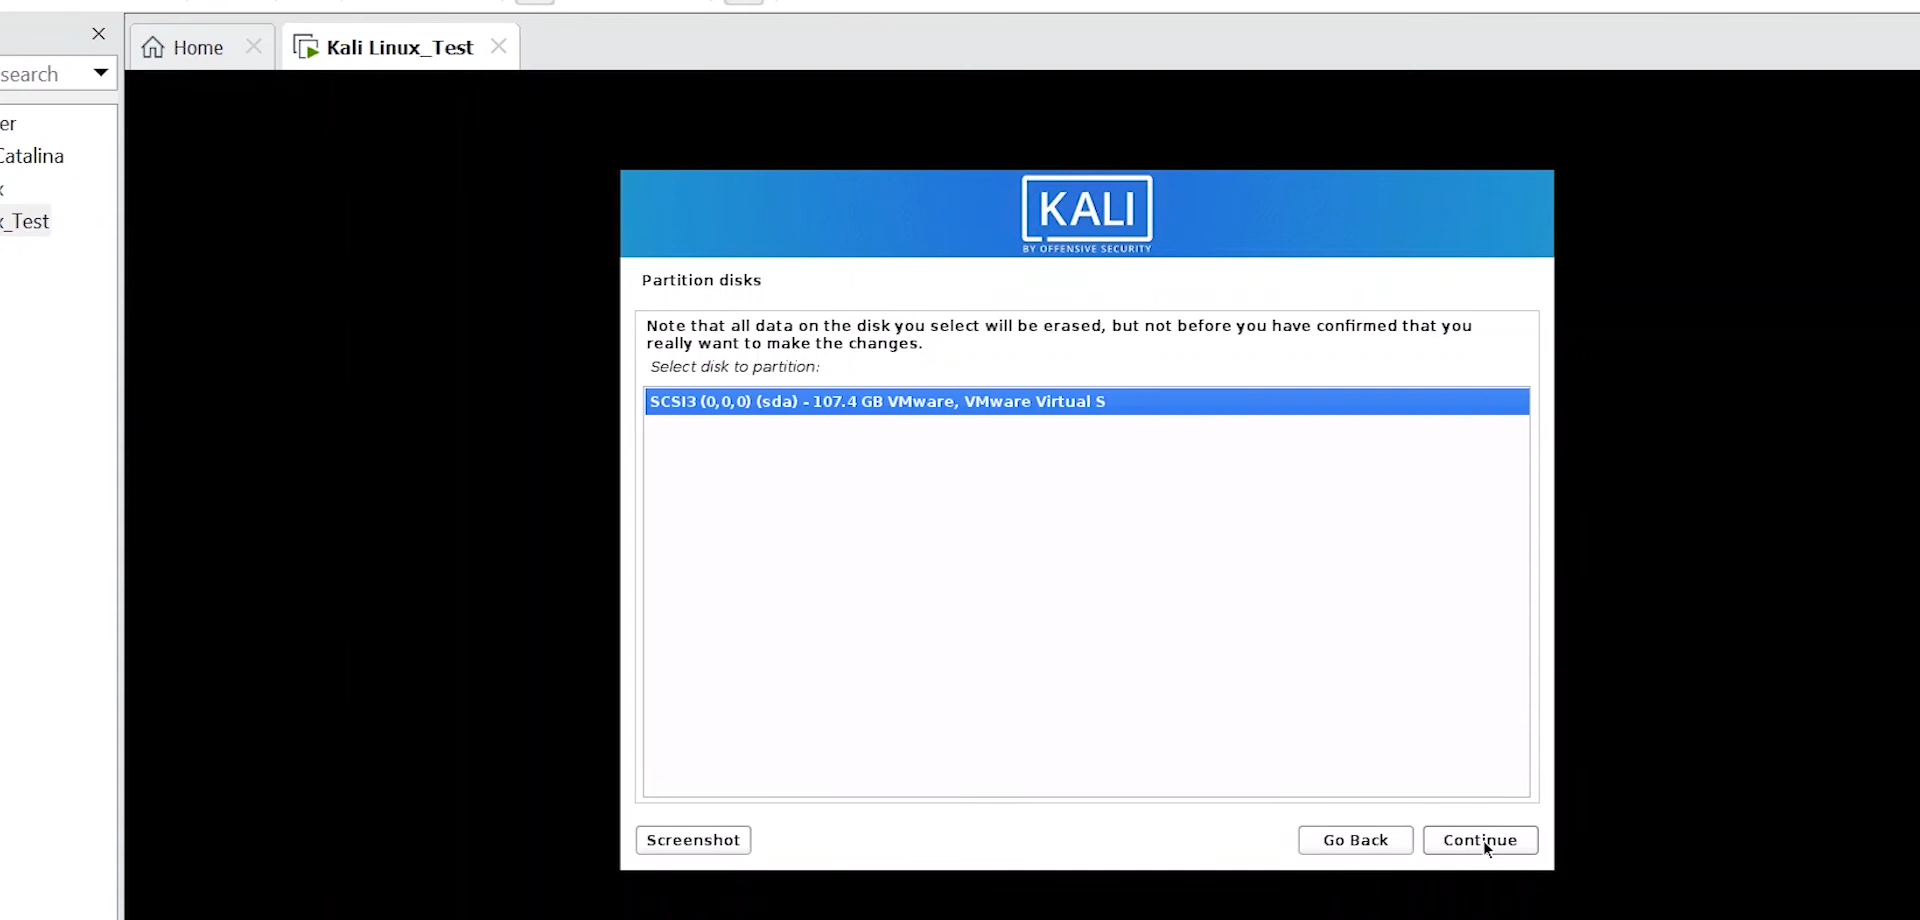 Home
Kali Linux_Test
search
er
Catalina
x
x_Test
KALI
BY OFFENSIVE SECURITY
Partition disks
Note that all data on the disk you select will be erased, but not before you have confirmed that you
really want to make the changes.
Select disk to partition:
SCSI3 (0,0,0) (sda) - 107.4 GB VMware, VMware Virtual S
Screenshot
Go Back
Continue